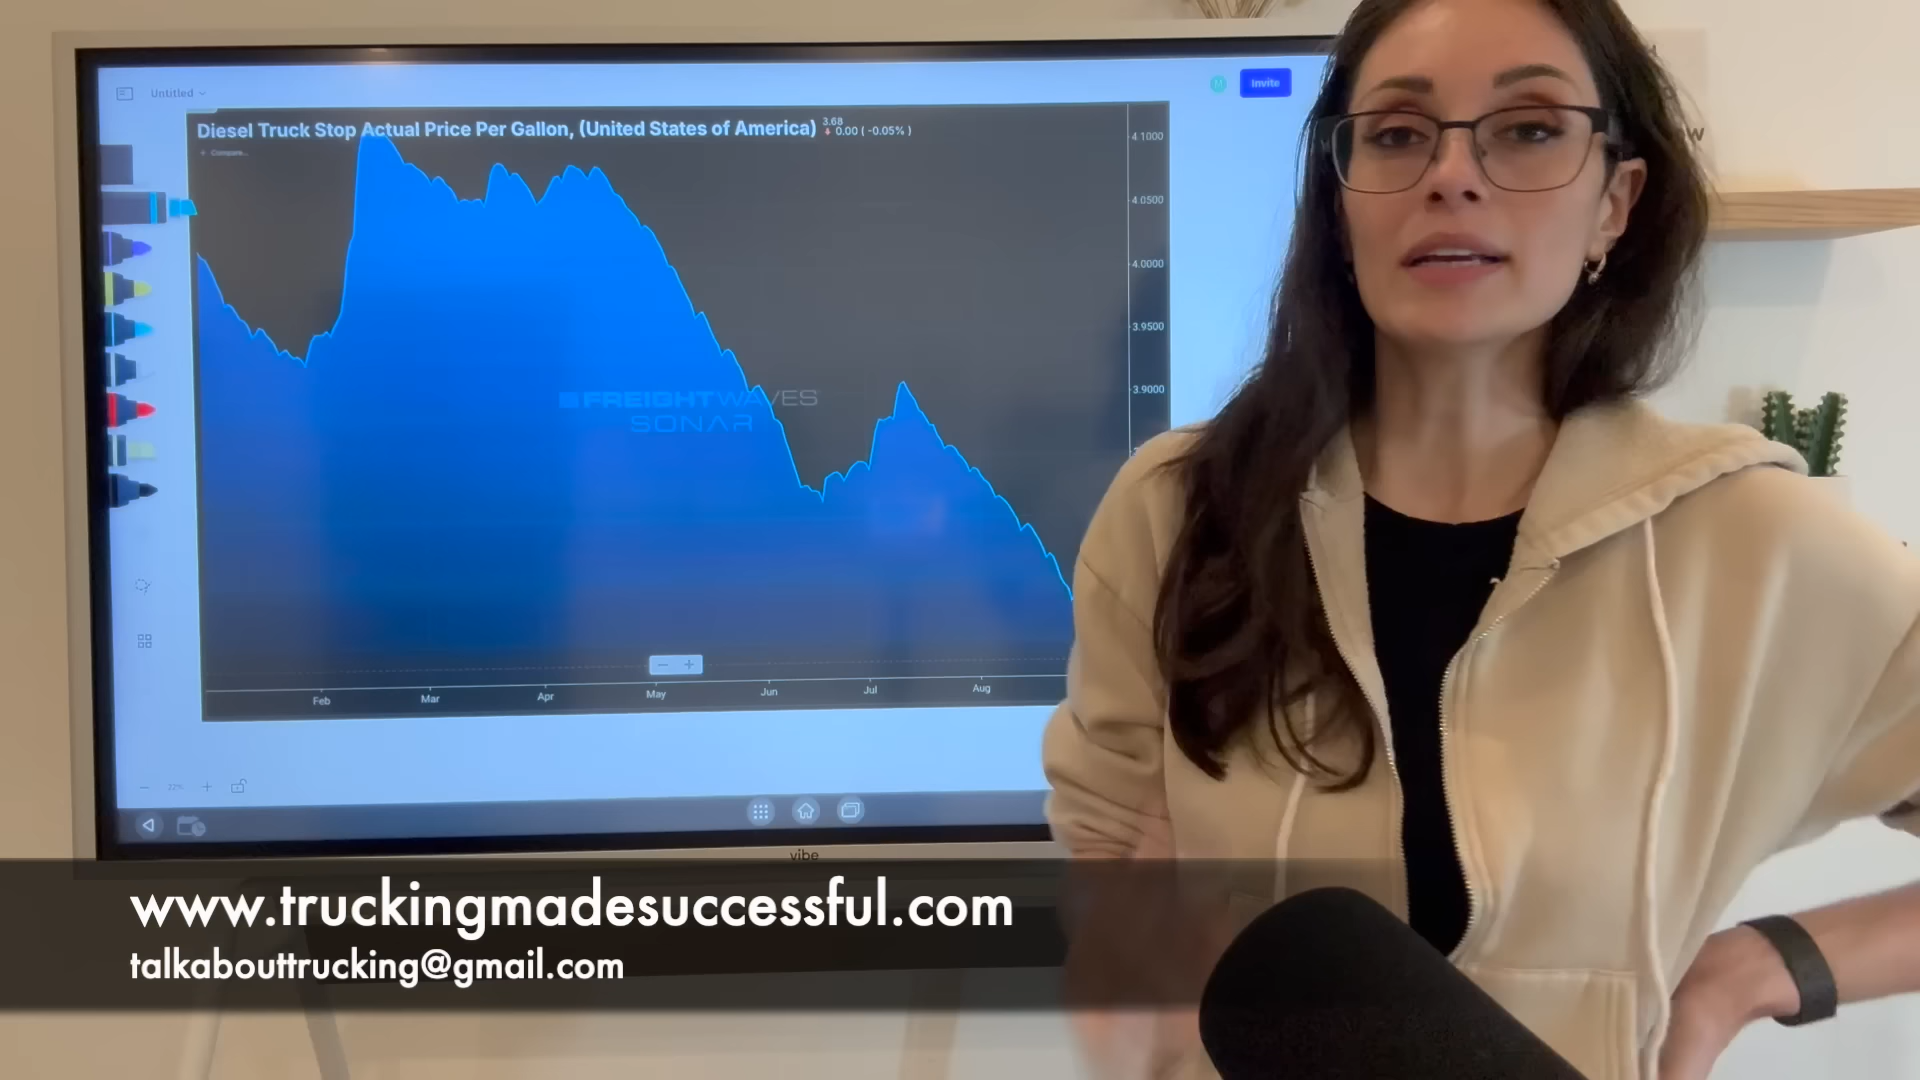 Untitled
Invite
Diesel Truck Stop Actual Price Per Gallon, (United States of America)
3.68
0.00 ( -0.05% )
+ Compare...
4.1000
4.0500
4.0000
3.9500
3.9000
FREIGHTWAVES
SONAR
− +
Feb Mar Apr May Jun Jul Aug
− 22% +
vibe
www.truckingmadesuccessful.com
talkabouttrucking@gmail.com